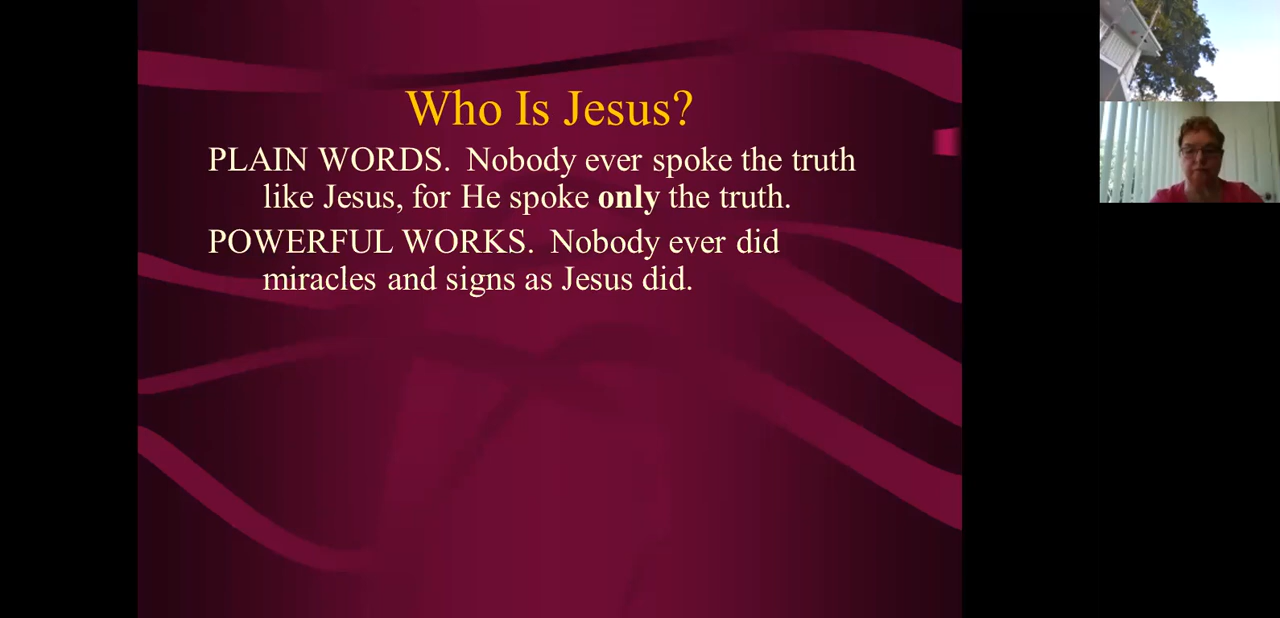 Who Is Jesus?
PLAIN WORDS.  Nobody ever spoke the truth
like Jesus, for He spoke only the truth.
POWERFUL WORKS.  Nobody ever did
miracles and signs as Jesus did.